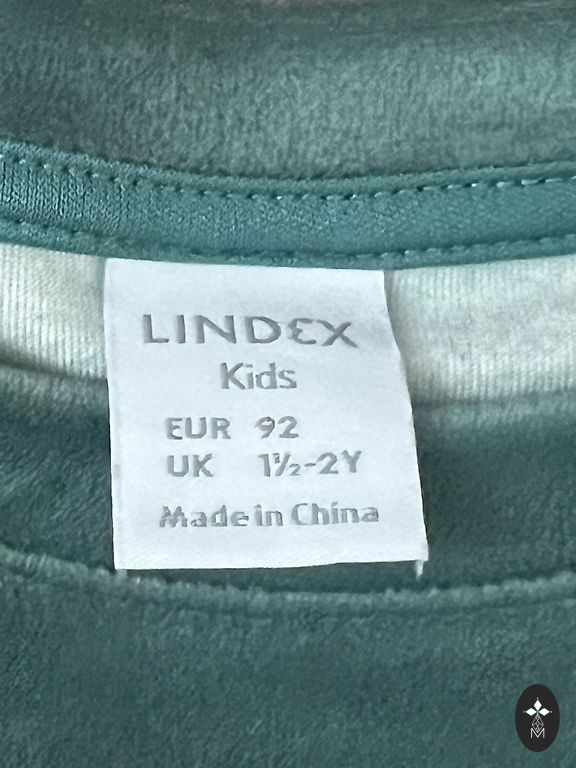 LINDEX
Kids
EUR 92
UK 1½-2Y
Made in China
M